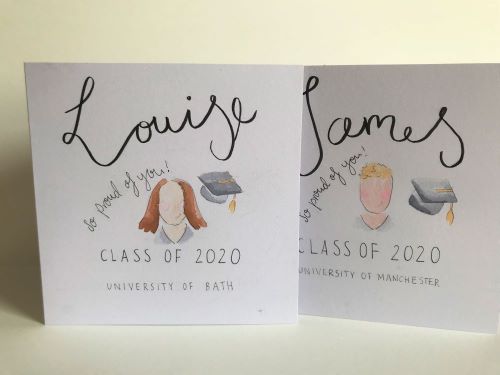 Louise
so proud of you!
CLASS OF 2020
UNIVERSITY OF BATH
James
so proud of you!
CLASS OF 2020
UNIVERSITY OF MANCHESTER